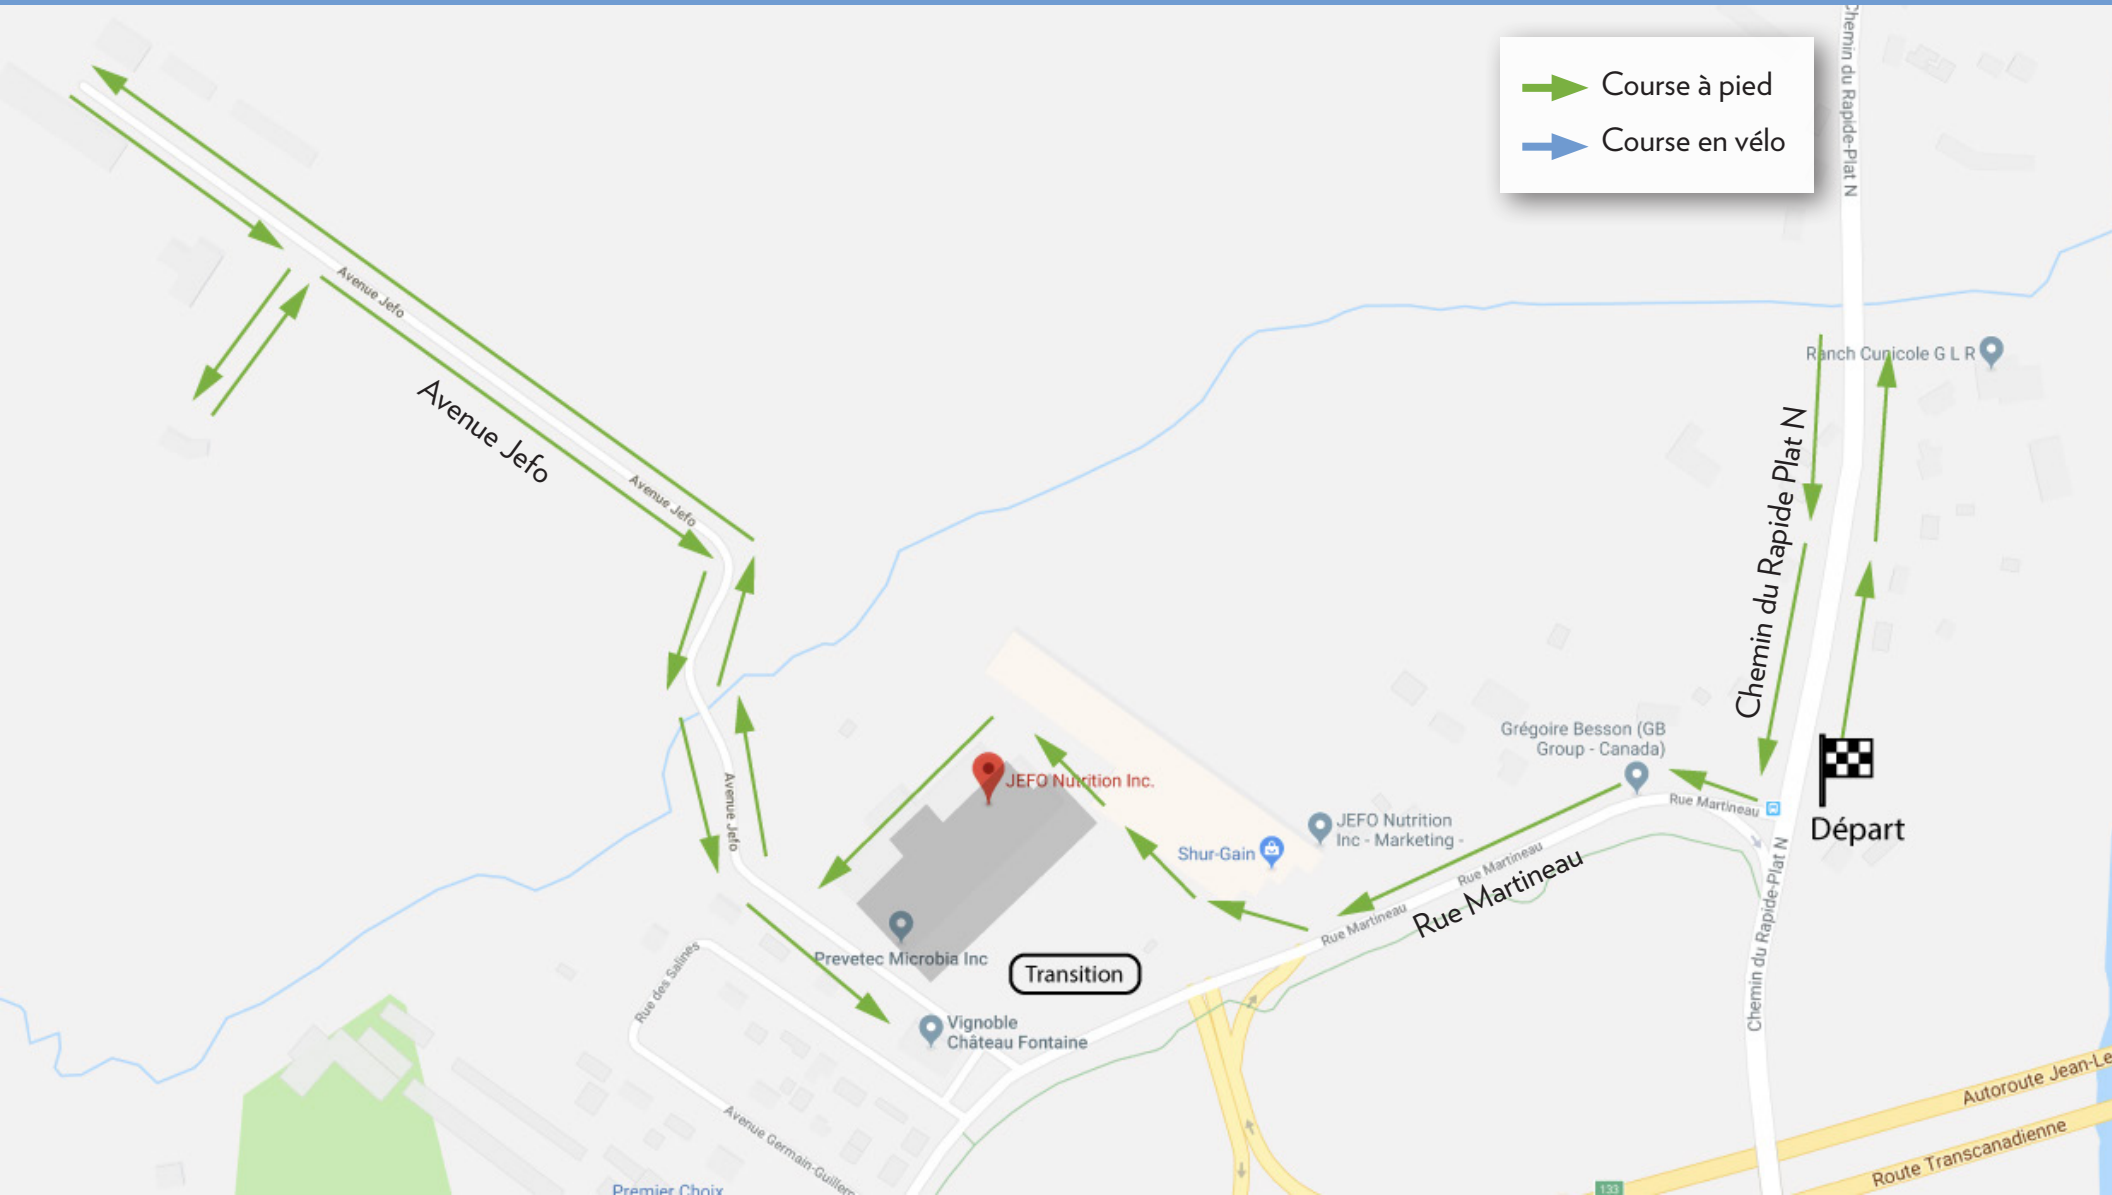 Chemin du Rapide-Plat N
Course à pied
Course en vélo
Avenue Jefo
Avenue Jefo
Avenue Jefo
Ranch Cunicole G L R
Chemin du Rapide Plat N
Grégoire Besson (GB
Group - Canada)
JEFO Nutrition Inc.
Avenue Jefo
Rue Martineau
JEFO Nutrition
Inc - Marketing -
Shur-Gain
Départ
Rue Martineau
Rue Martineau
Rue Martineau
Chemin du Rapide-Plat N
Prevetec Microbia Inc
Transition
Rue des Salines
Vignoble
Château Fontaine
Autoroute Jean-Le
Avenue Germain-Guillem
Route Transcanadienne
Premier Choix
133